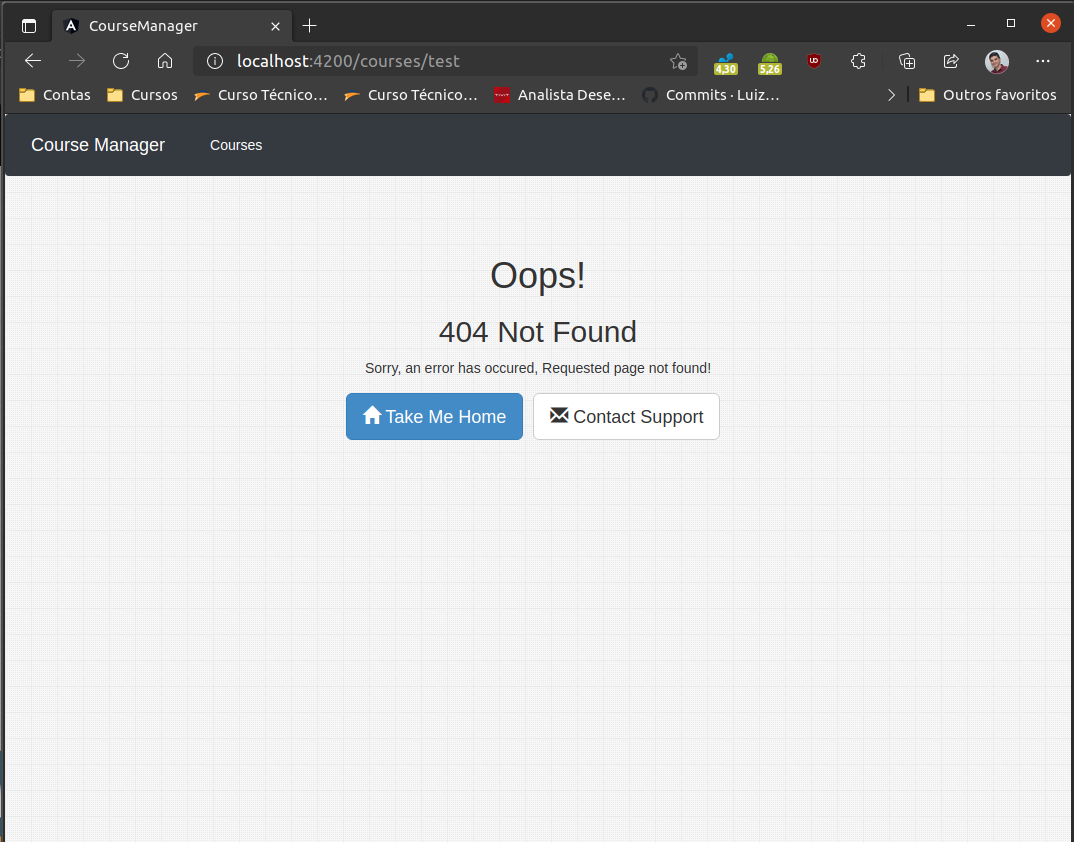 CourseManager
localhost:4200/courses/test
4,30
5,26
Contas
Cursos
Curso Técnico...
Curso Técnico...
Analista Dese...
Commits · Luiz...
Outros favoritos
Course Manager
Courses
Oops!
404 Not Found
Sorry, an error has occured, Requested page not found!
Take Me Home
Contact Support